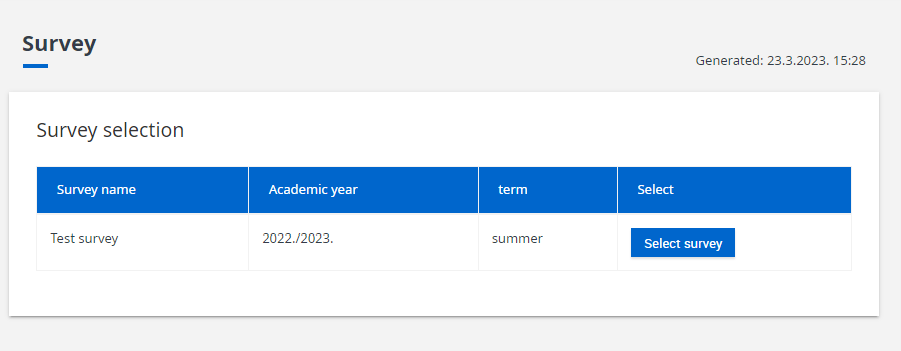 Survey
Generated: 23.3.2023. 15:28
Survey selection
Survey name Academic year term Select
Test survey 2022./2023. summer Select survey